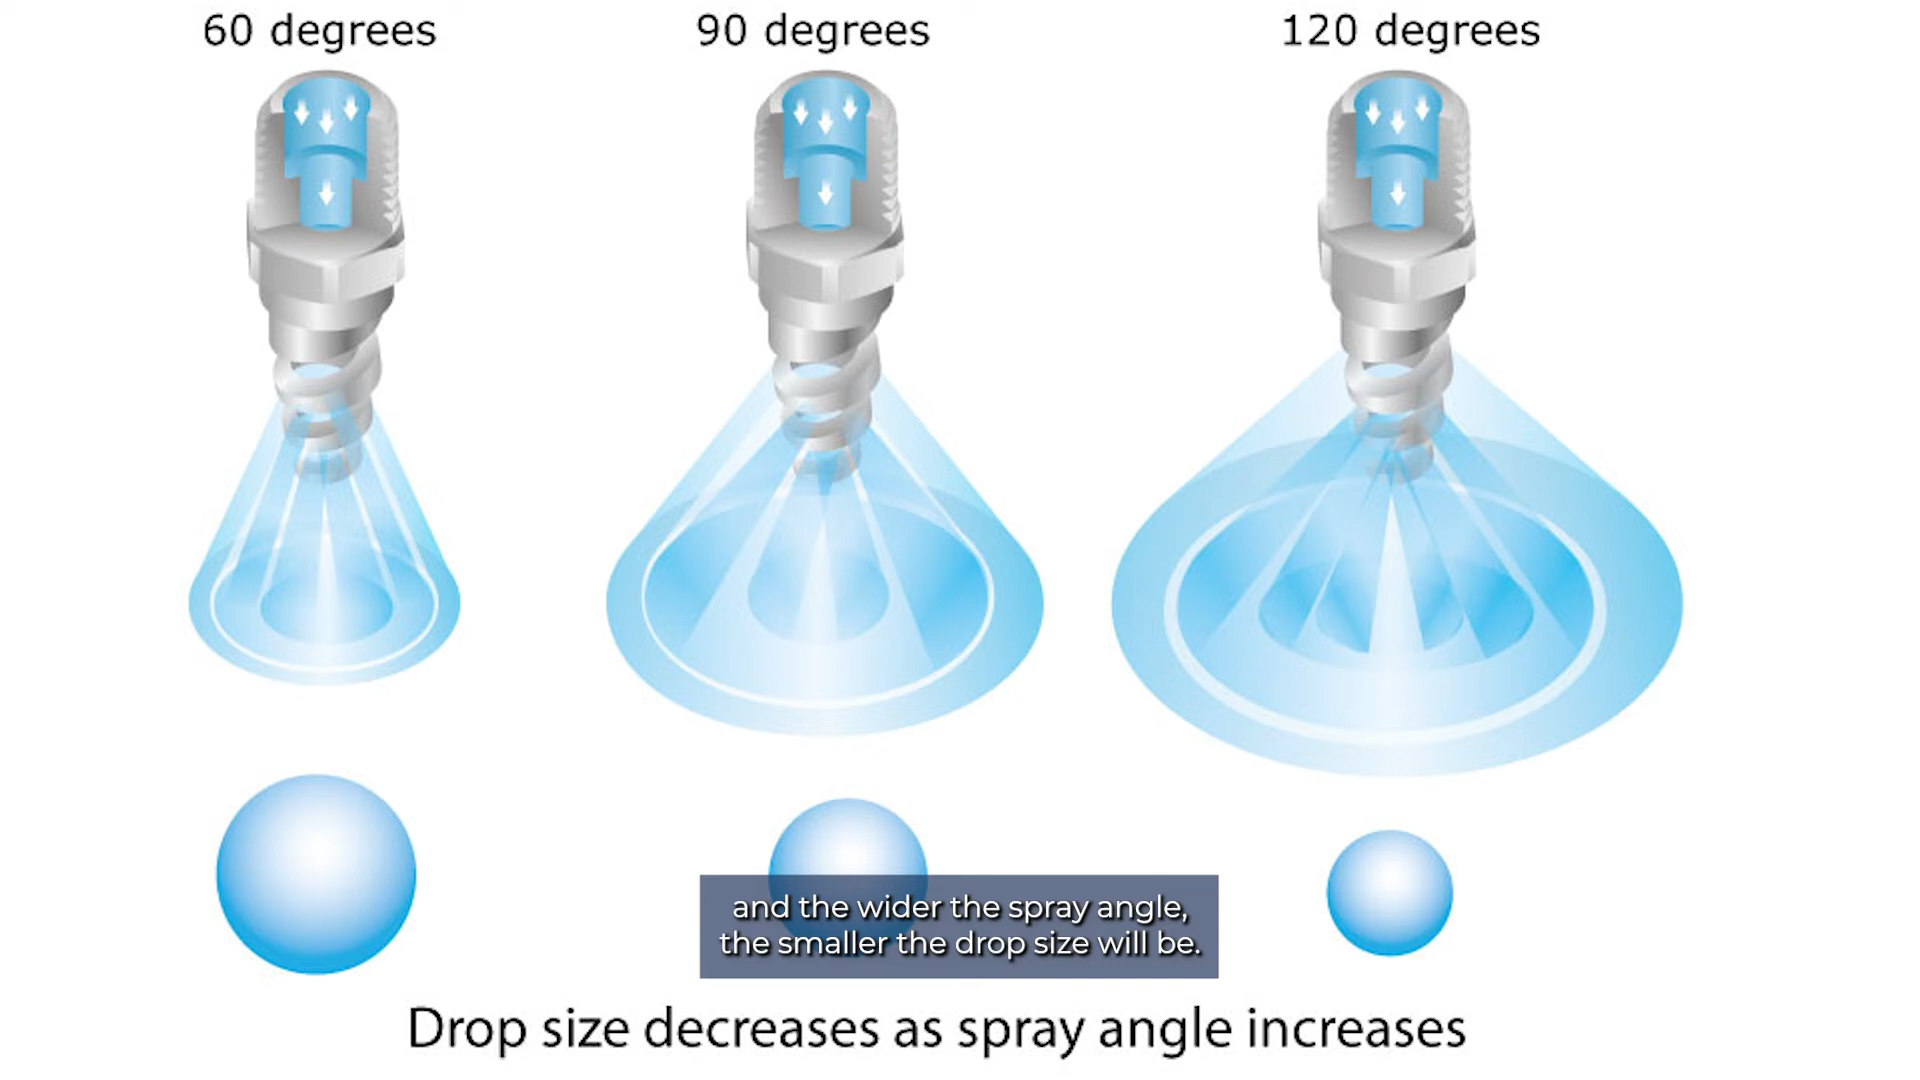 60 degrees
90 degrees
120 degrees
and the wider the spray angle,
the smaller the drop size will be.
Drop size decreases as spray angle increases